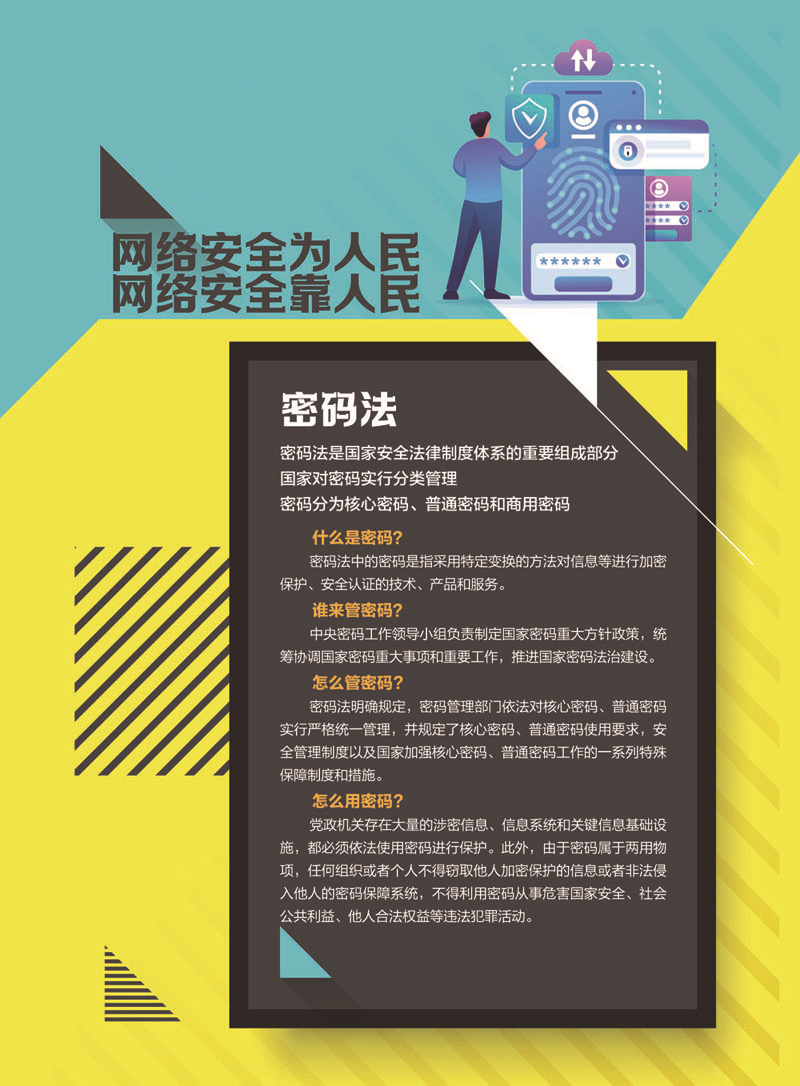 网络安全为人民
网络安全靠人民
******
****
****
密码法
密码法是国家安全法律制度体系的重要组成部分
国家对密码实行分类管理
密码分为核心密码、普通密码和商用密码
什么是密码?
密码法中的密码是指采用特定变换的方法对信息等进行加密
保护、安全认证的技术、产品和服务。
谁来管密码?
中央密码工作领导小组负责制定国家密码重大方针政策，统
筹协调国家密码重大事项和重要工作，推进国家密码法治建设。
怎么管密码?
密码法明确规定，密码管理部门依法对核心密码、普通密码
实行严格统一管理，并规定了核心密码、普通密码使用要求，安
全管理制度以及国家加强核心密码、普通密码工作的一系列特殊
保障制度和措施。
怎么用密码?
党政机关存在大量的涉密信息、信息系统和关键信息基础设
施，都必须依法使用密码进行保护。此外，由于密码属于两用物
项，任何组织或者个人不得窃取他人加密保护的信息或者非法侵
入他人的密码保障系统，不得利用密码从事危害国家安全、社会
公共利益、他人合法权益等违法犯罪活动。